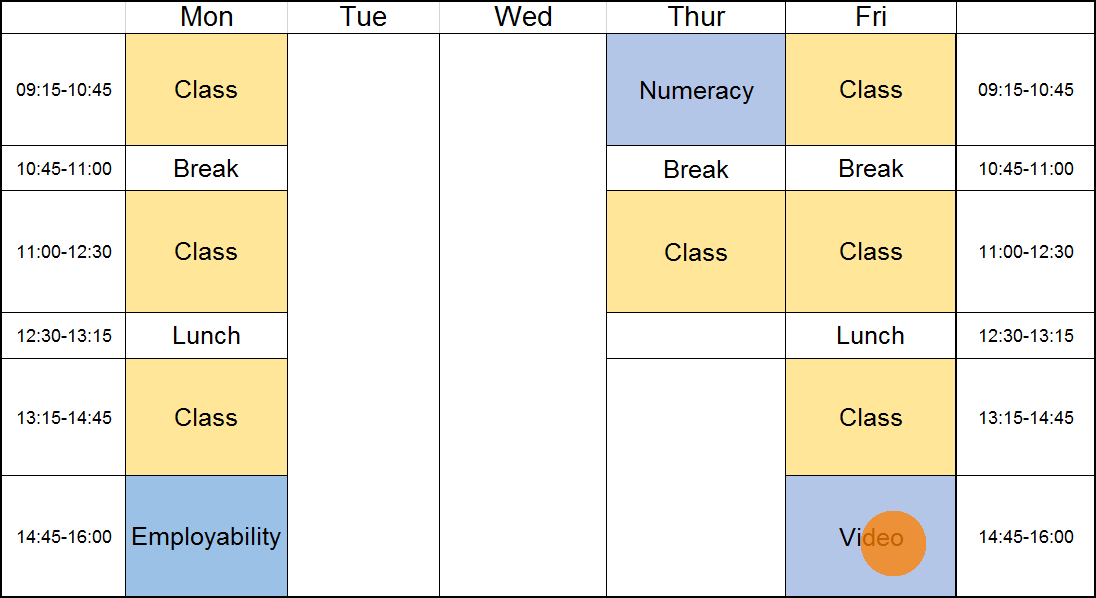 Mon Tue Wed Thur Fri
09:15-10:45 Class Numeracy Class 09:15-10:45
10:45-11:00 Break Break Break 10:45-11:00
11:00-12:30 Class Class Class 11:00-12:30
12:30-13:15 Lunch Lunch 12:30-13:15
13:15-14:45 Class Class 13:15-14:45
14:45-16:00 Employability Video 14:45-16:00